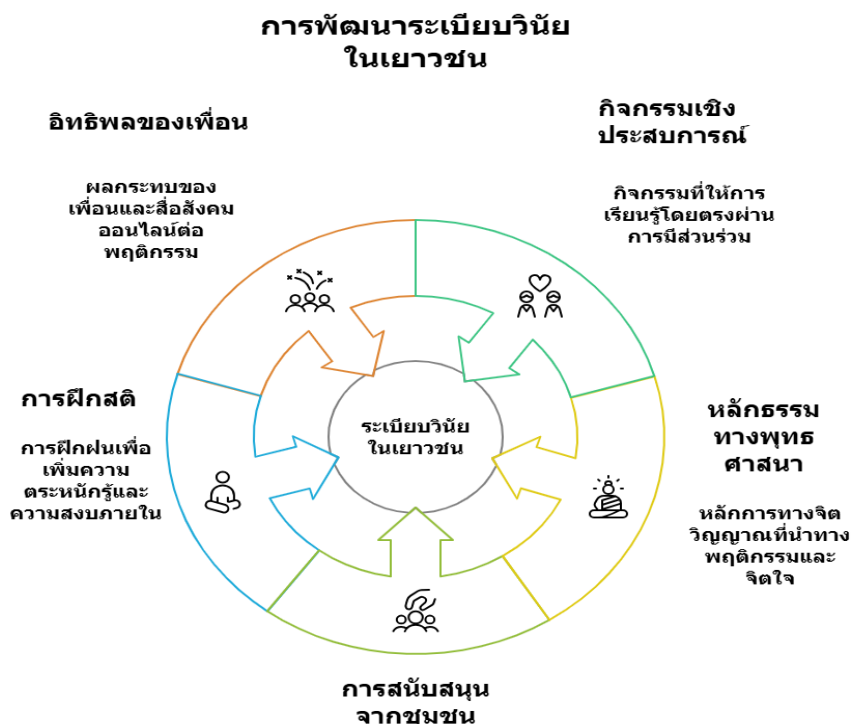 การพัฒนาระเบียบวินัย
ในเยาวชน
อิทธิพลของเพื่อน
ผลกระทบของ
เพื่อนและสื่อสังคม
ออนไลน์ต่อ
พฤติกรรม
กิจกรรมเชิง
ประสบการณ์
กิจกรรมที่ให้การ
เรียนรู้โดยตรงผ่าน
การมีส่วนร่วม
การฝึกสติ
การฝึกฝนเพื่อ
เพิ่มความ
ตระหนักรู้และ
ความสงบภายใน
ระเบียบวินัย
ในเยาวชน
หลักธรรม
ทางพุทธ
ศาสนา
หลักการทางจิต
วิญญาณที่นำทาง
พฤติกรรมและ
จิตใจ
การสนับสนุน
จากชุมชน